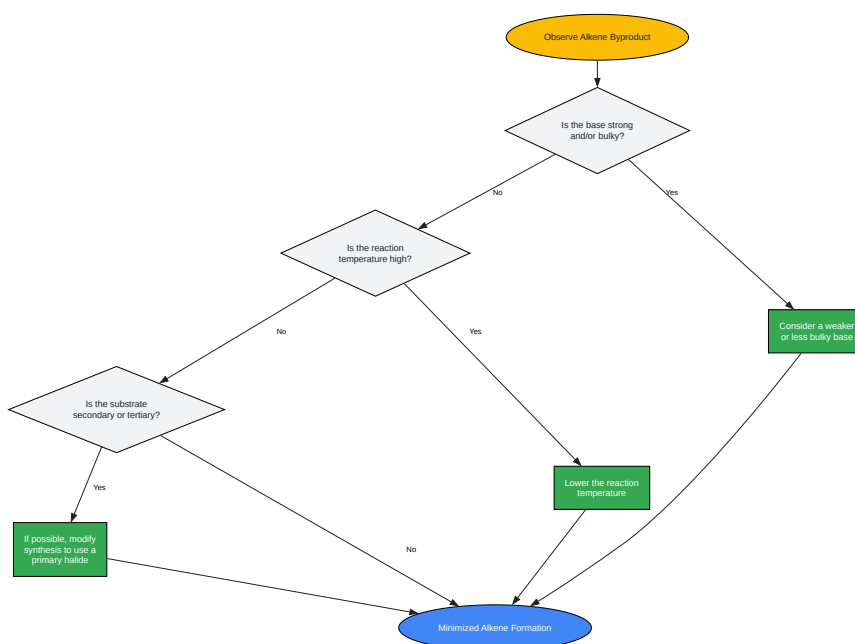 Observe Alkene Byproduct
Is the base strong
and/or bulky?
No
Yes
Is the reaction
temperature high?
No
Yes
Consider a weaker
or less bulky base
Is the substrate
secondary or tertiary?
Yes
No
Lower the reaction
temperature
If possible, modify
synthesis to use a
primary halide
Minimized Alkene Formation